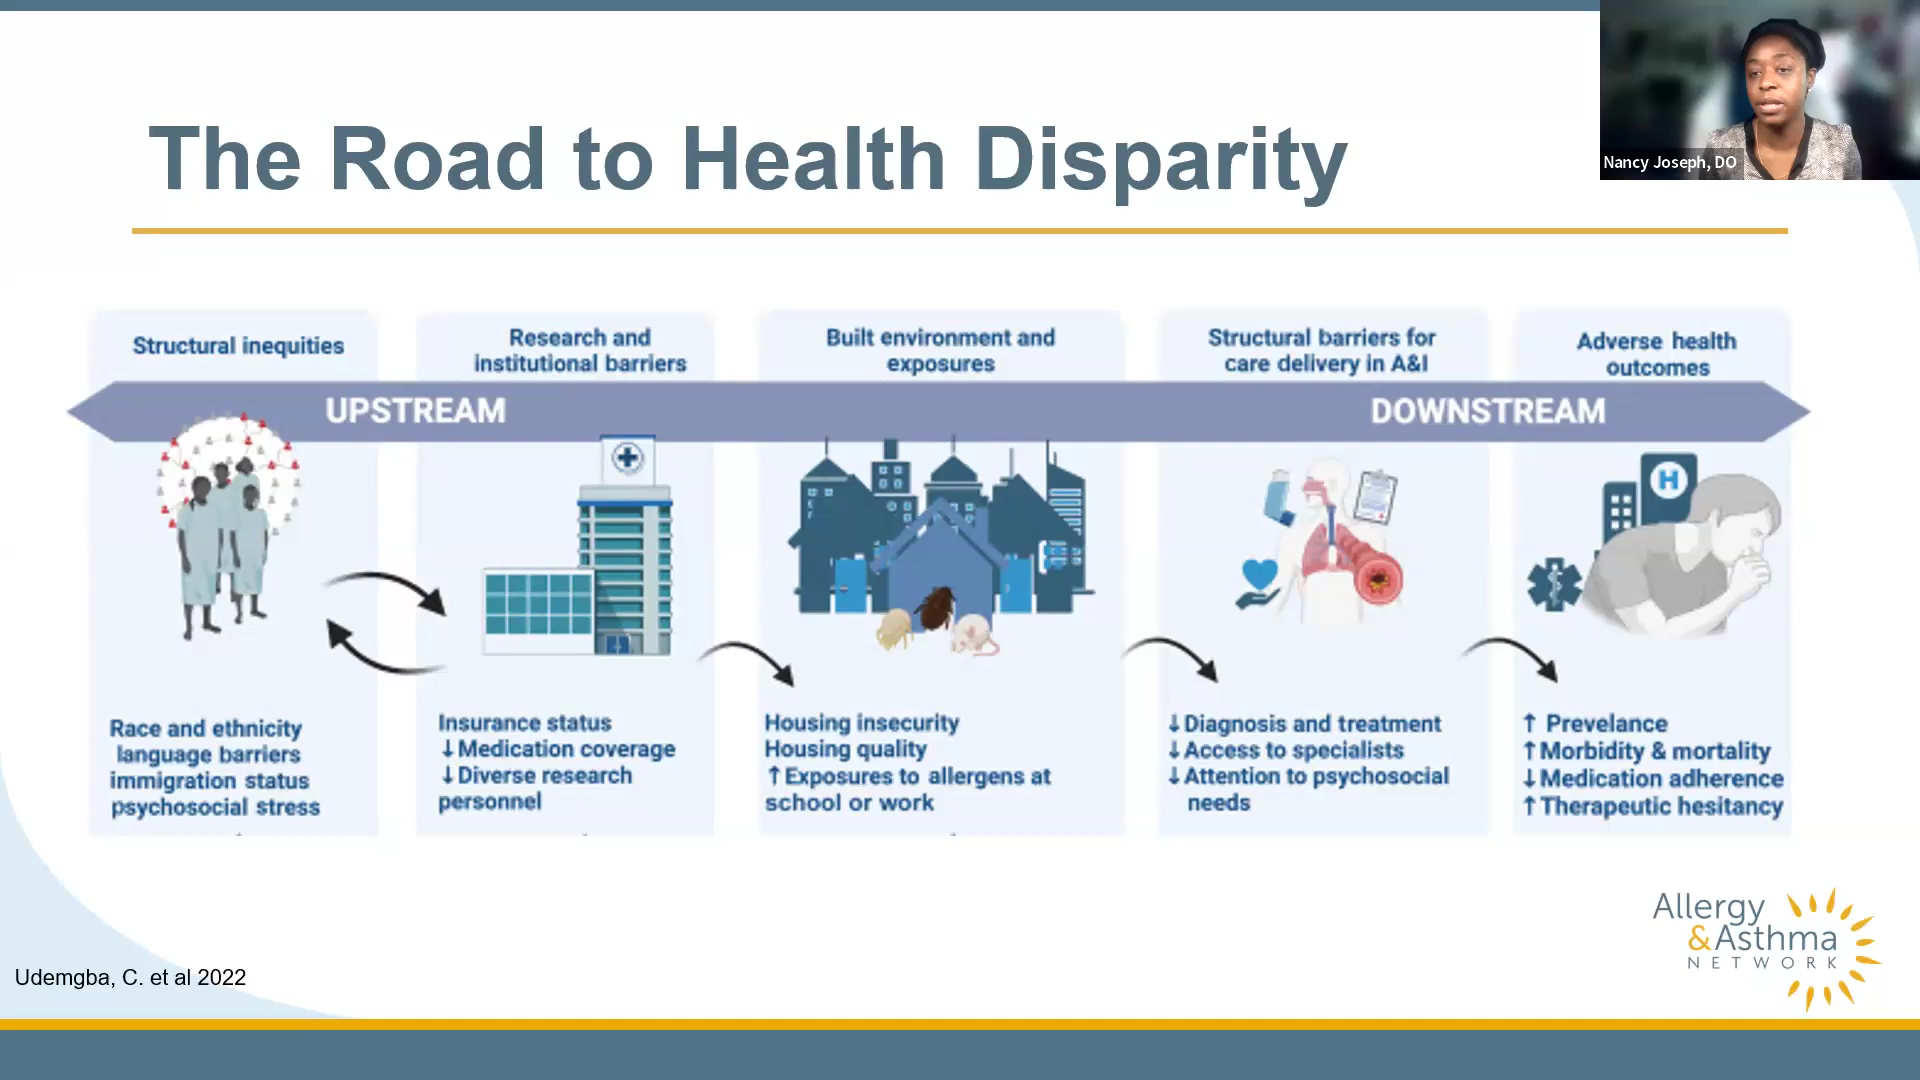 The Road to Health Disparity
Nancy Joseph, DO
Structural inequities
Research and
institutional barriers
Built environment and
exposures
Structural barriers for
care delivery in A&I
Adverse health
outcomes
UPSTREAM
DOWNSTREAM
H
Race and ethnicity
language barriers
immigration status
psychosocial stress
Insurance status
↓Medication coverage
↓Diverse research
personnel
Housing insecurity
Housing quality
↑Exposures to allergens at
school or work
↓Diagnosis and treatment
↓Access to specialists
↓Attention to psychosocial
needs
↑ Prevelance
↑Morbidity & mortality
↓Medication adherence
↑Therapeutic hesitancy
Allergy
&Asthma
NETWORK
Udemgba, C. et al 2022